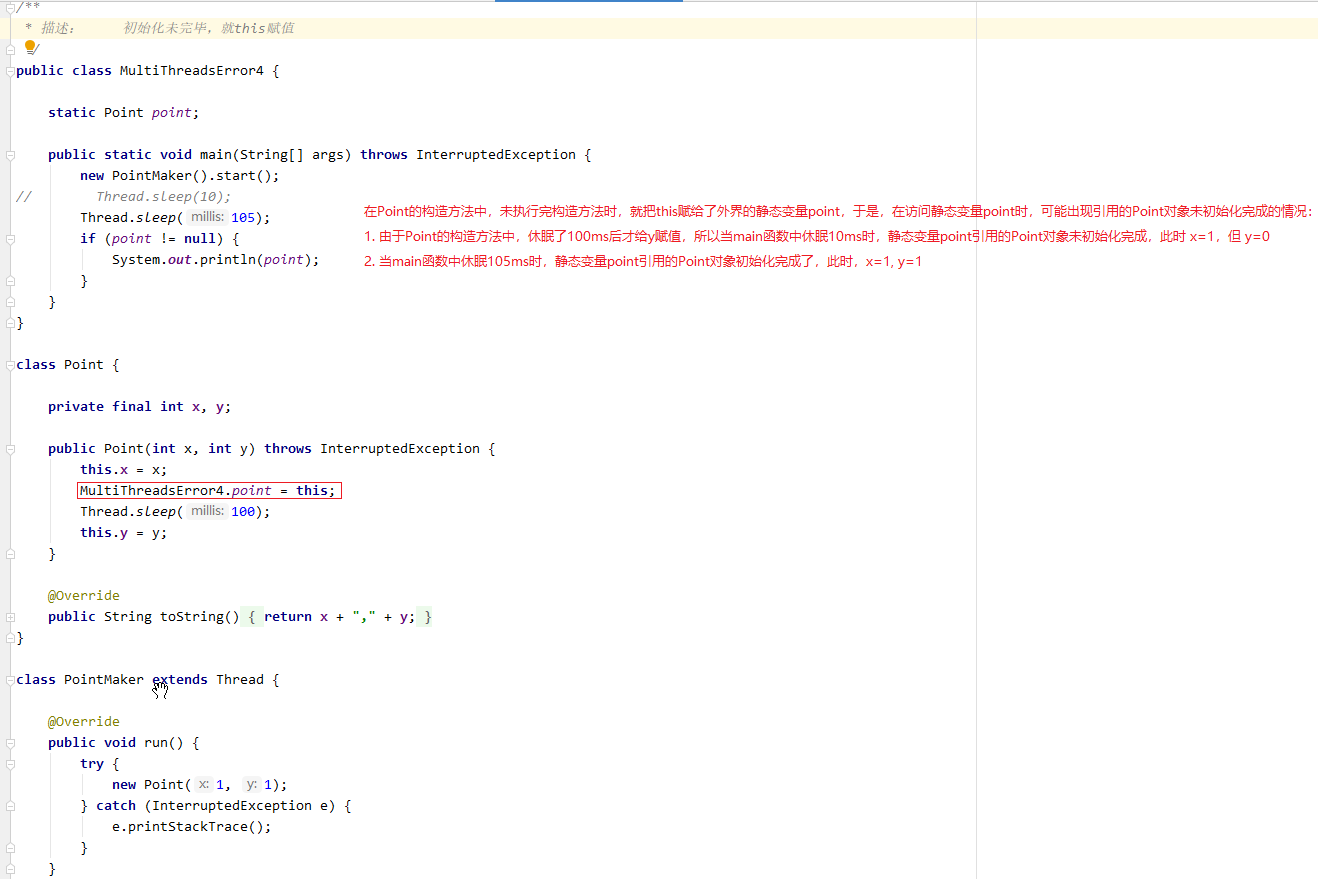 /**
 * 描述：      初始化未完毕，就this赋值
 */
public class MultiThreadsError4 {
    static Point point;
    public static void main(String[] args) throws InterruptedException {
        new PointMaker().start();
//        Thread.sleep(10);
        Thread.sleep( millis: 105);
        if (point != null) {
            System.out.println(point);
        }
    }
}
在Point的构造方法中，未执行完构造方法时，就把this赋给了外界的静态变量point，于是，在访问静态变量point时，可能出现引用的Point对象未初始化完成的情况：
1. 由于Point的构造方法中，休眠了100ms后才给y赋值，所以当main函数中休眠10ms时，静态变量point引用的Point对象未初始化完成，此时 x=1，但 y=0
2. 当main函数中休眠105ms时，静态变量point引用的Point对象初始化完成了，此时，x=1, y=1
class Point {
    private final int x, y;
    public Point(int x, int y) throws InterruptedException {
        this.x = x;
        MultiThreadsError4.point = this;
        Thread.sleep( millis: 100);
        this.y = y;
    }
    @Override
    public String toString() { return x + "," + y; }
}
class PointMaker extends Thread {
    @Override
    public void run() {
        try {
            new Point( x: 1, y: 1);
        } catch (InterruptedException e) {
            e.printStackTrace();
        }
    }